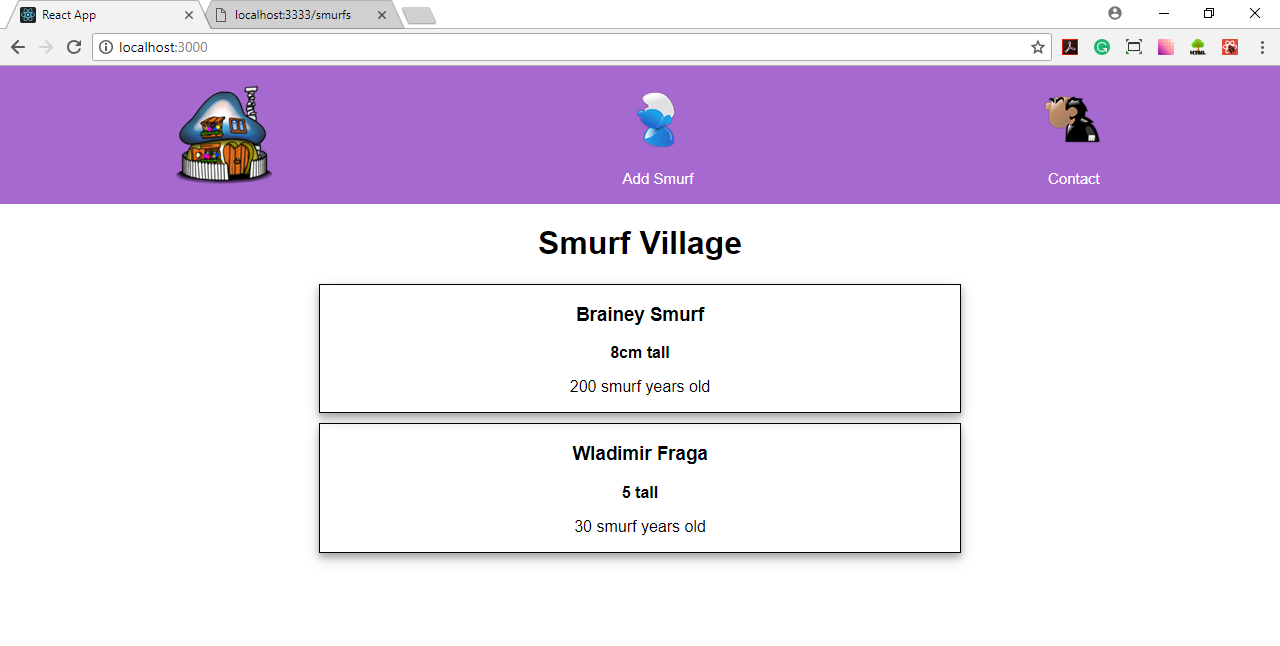 React App
localhost:3333/smurfs
localhost:3000
HTML
Add Smurf
Contact
Smurf Village
Brainey Smurf
8cm tall
200 smurf years old
Wladimir Fraga
5 tall
30 smurf years old